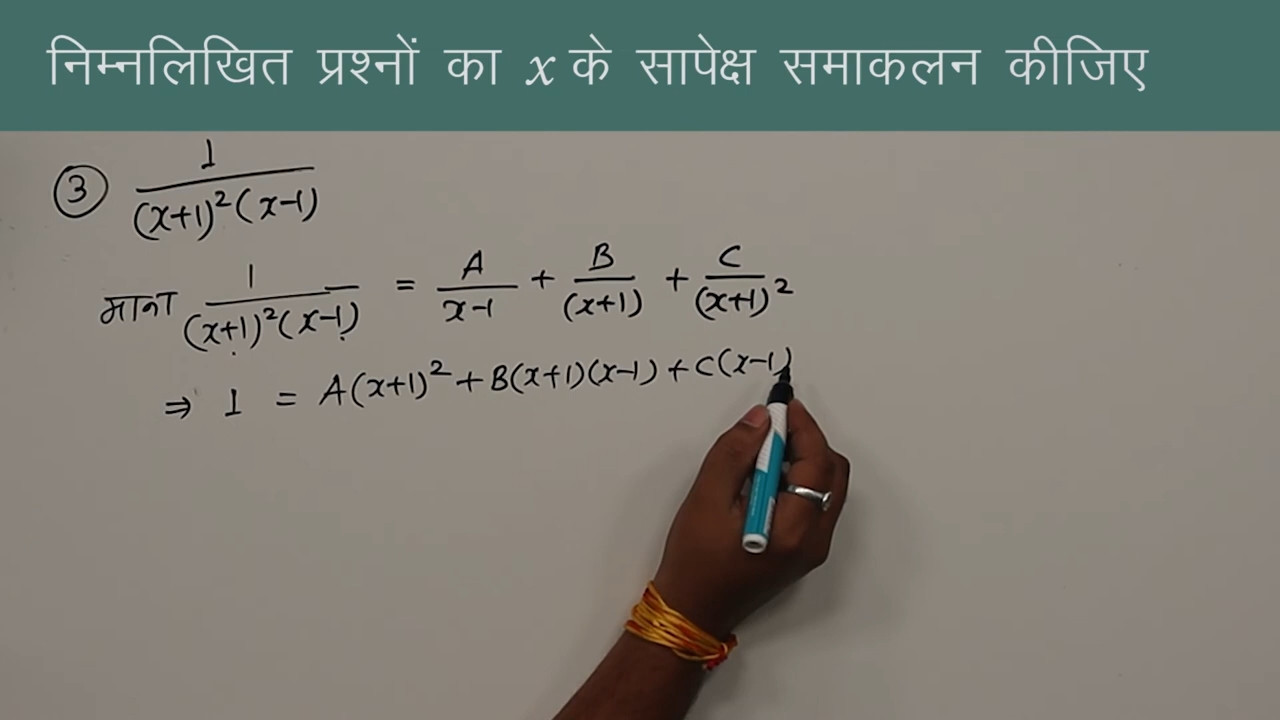 निम्नलिखित प्रश्नों का x के सापेक्ष समाकलन कीजिए
③ 1/((x+1)²(x-1))
माना 1/((x+1)²(x-1)) = A/(x-1) + B/(x+1) + C/(x+1)²
⇒ 1 = A(x+1)² + B(x+1)(x-1) + C(x-1)